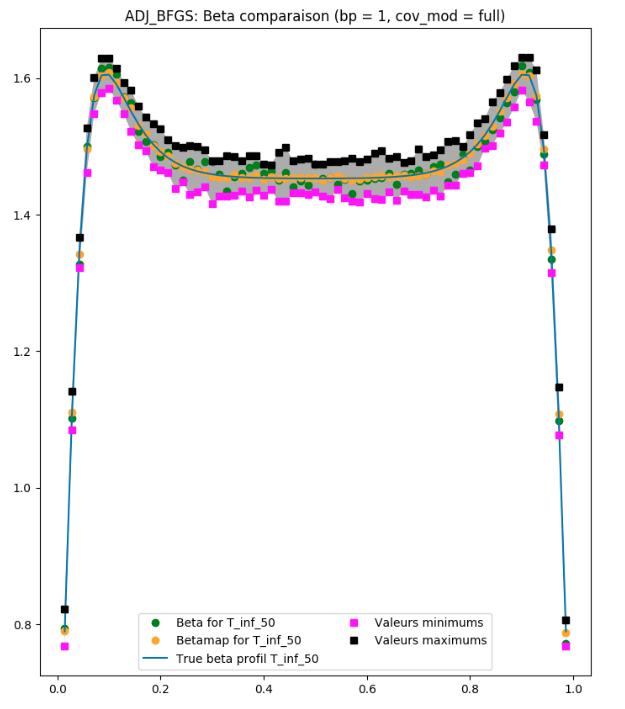 ADJ_BFGS: Beta comparaison (bp = 1, cov_mod = full)
1.6
1.4
1.2
1.0
0.8
Beta for T_inf_50
Betamap for T_inf_50
True beta profil T_inf_50
Valeurs minimums
Valeurs maximums
0.0 0.2 0.4 0.6 0.8 1.0